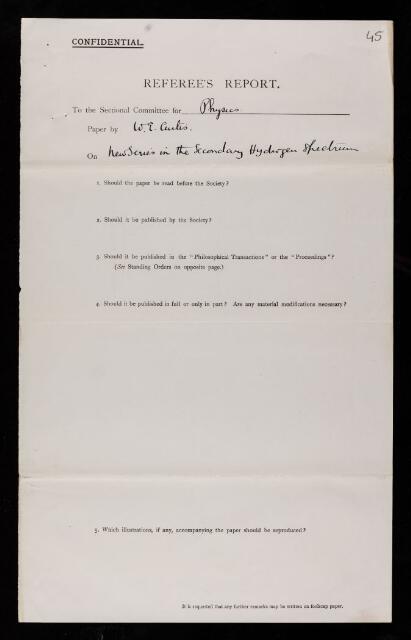 45
CONFIDENTIAL.
REFEREE'S REPORT.
To the Sectional Committee for Physics
Paper by W. E. Curtis.
On New Series in the Secondary Hydrogen Spectrum
1. Should the paper be read before the Society?
2. Should it be published by the Society?
3. Should it be published in the "Philosophical Transactions" or the "Proceedings"?
(See Standing Orders on opposite page.)
4. Should it be published in full or only in part? Are any material modifications necessary?
5. Which illustrations, if any, accompanying the paper should be reproduced?
It is requested that any further remarks may be written on foolscap paper.